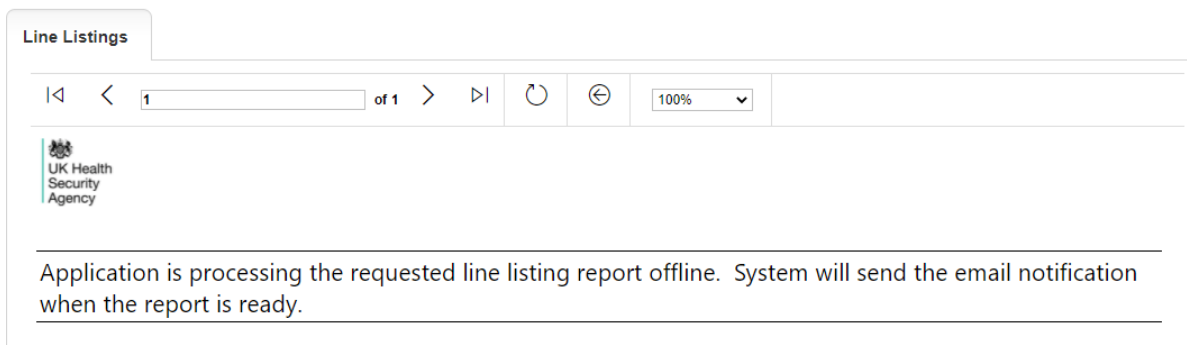 Line Listings
1 of 1 100%
UK Health
Security
Agency
Application is processing the requested line listing report offline. System will send the email notification
when the report is ready.